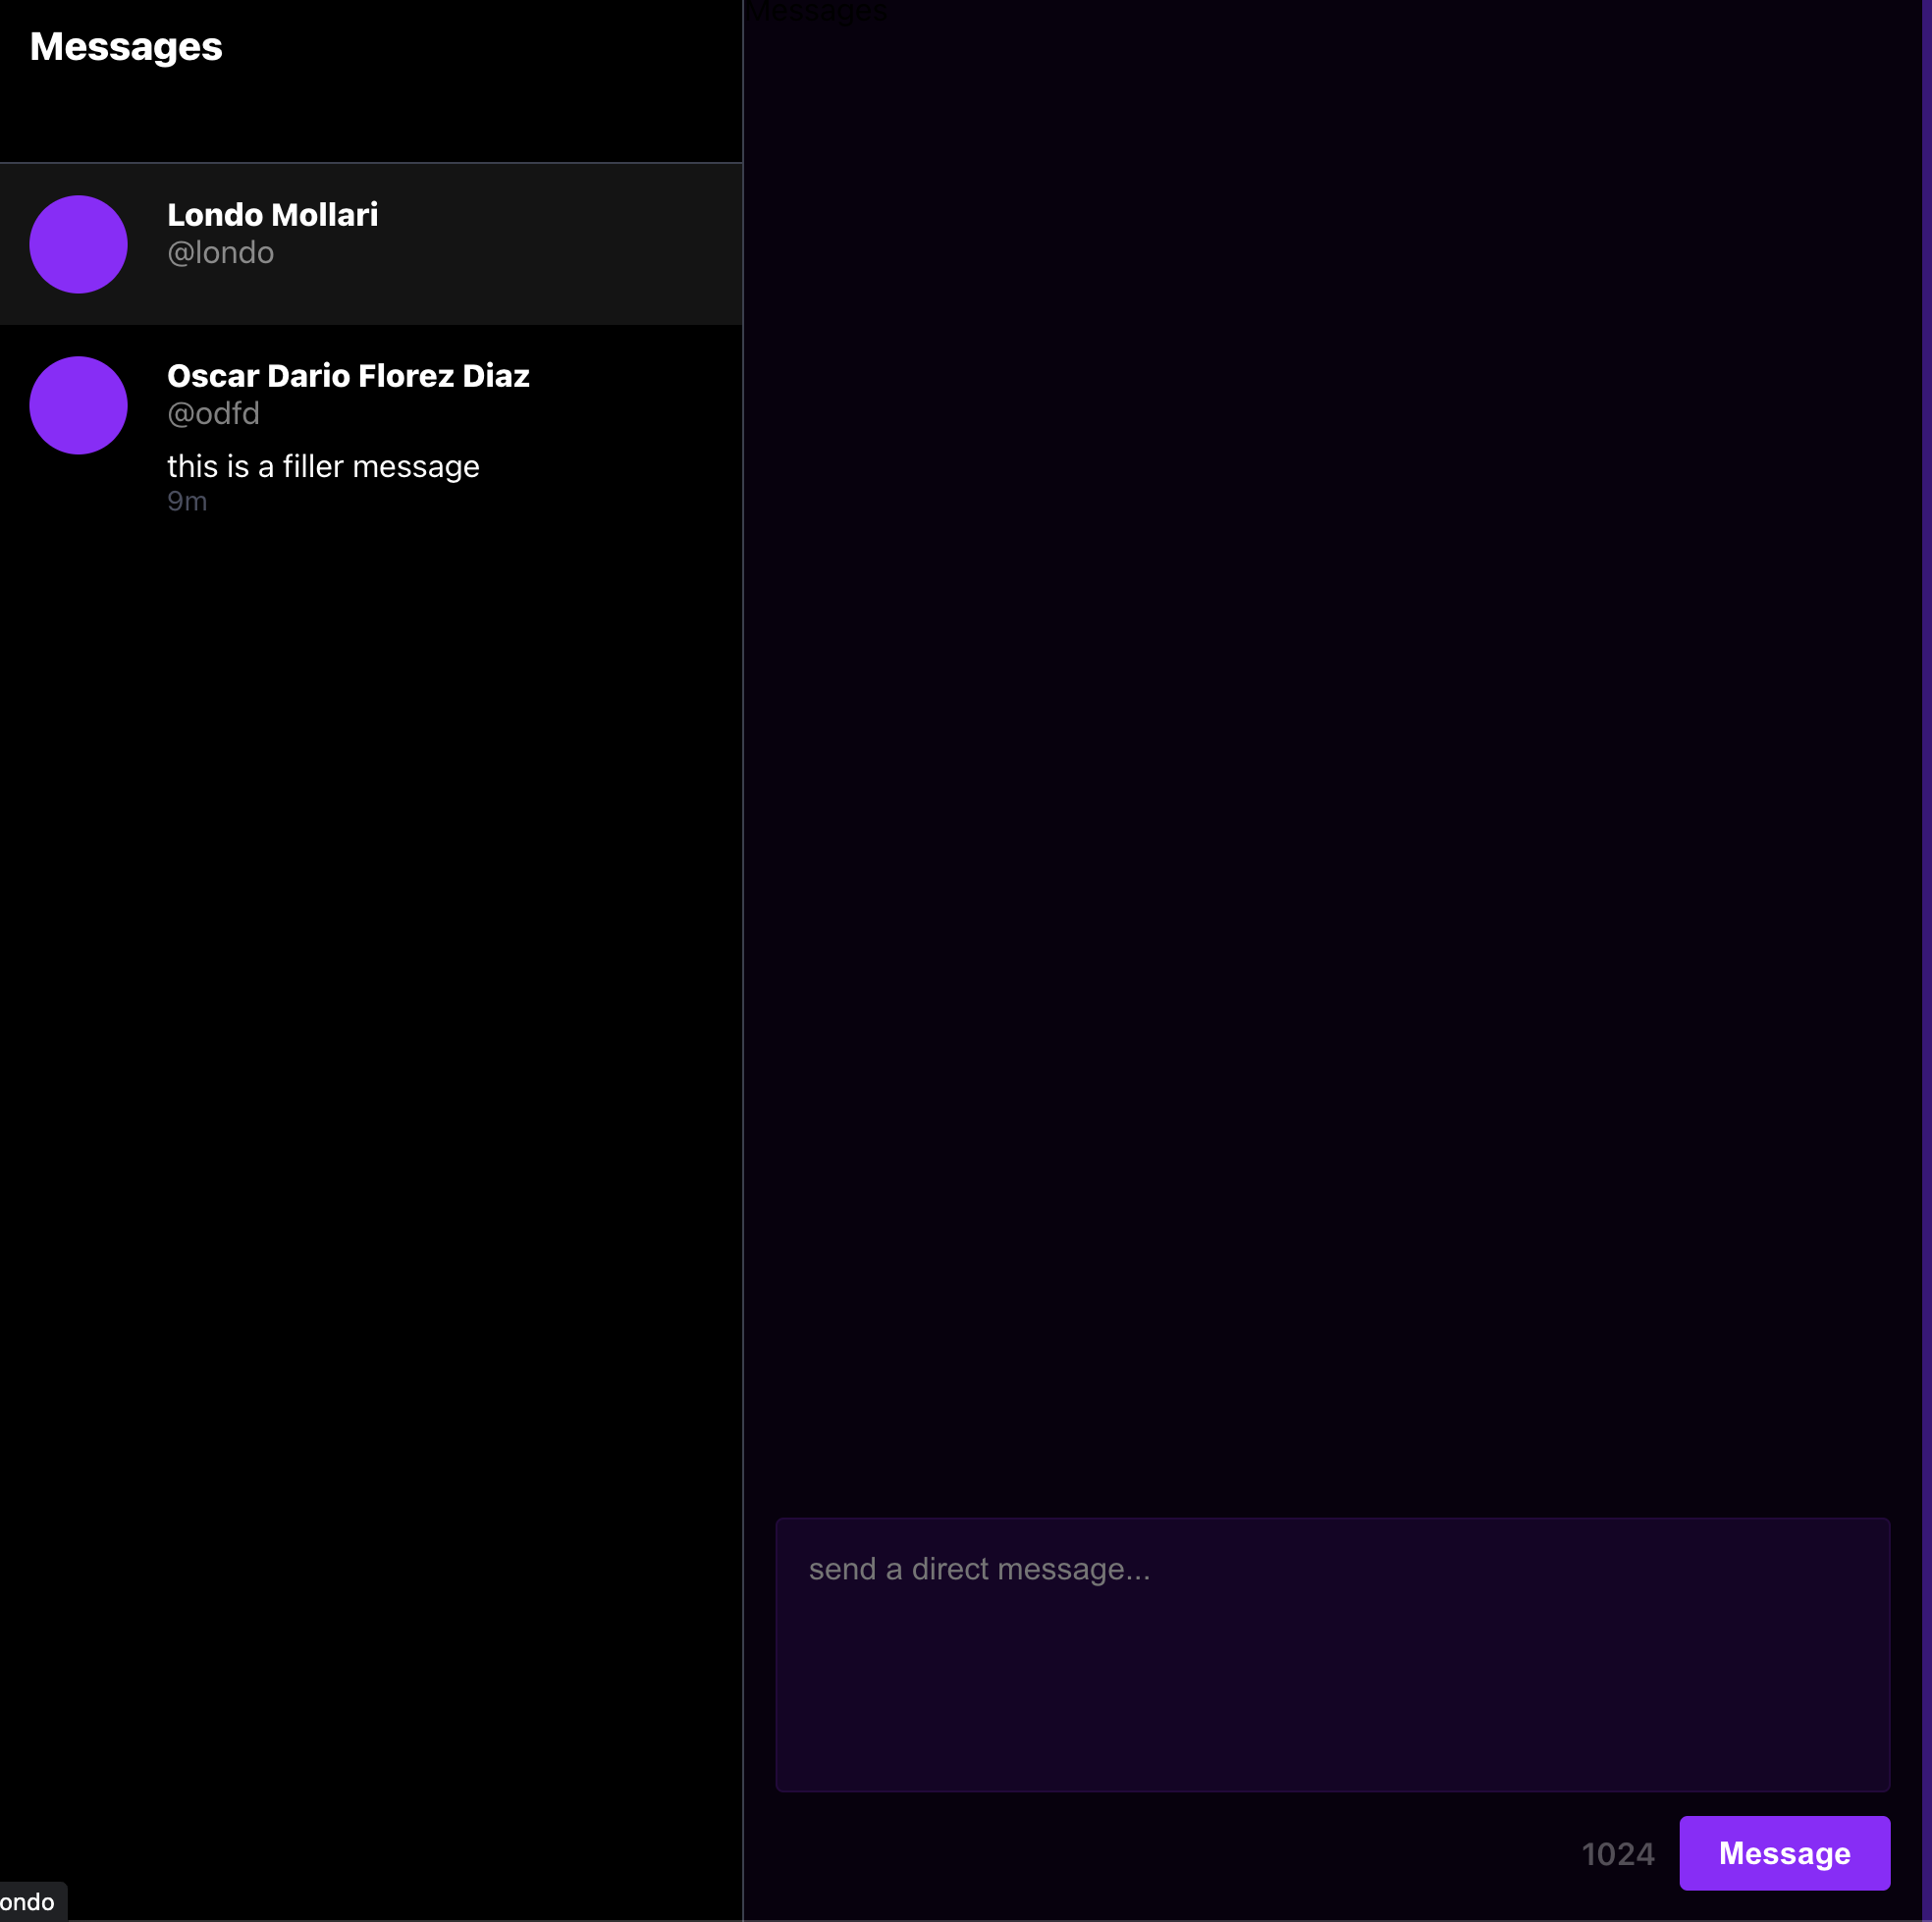 Messages
Messages
Londo Mollari
@londo
Oscar Dario Florez Diaz
@odfd
this is a filler message
9m
send a direct message...
1024
Message
ondo